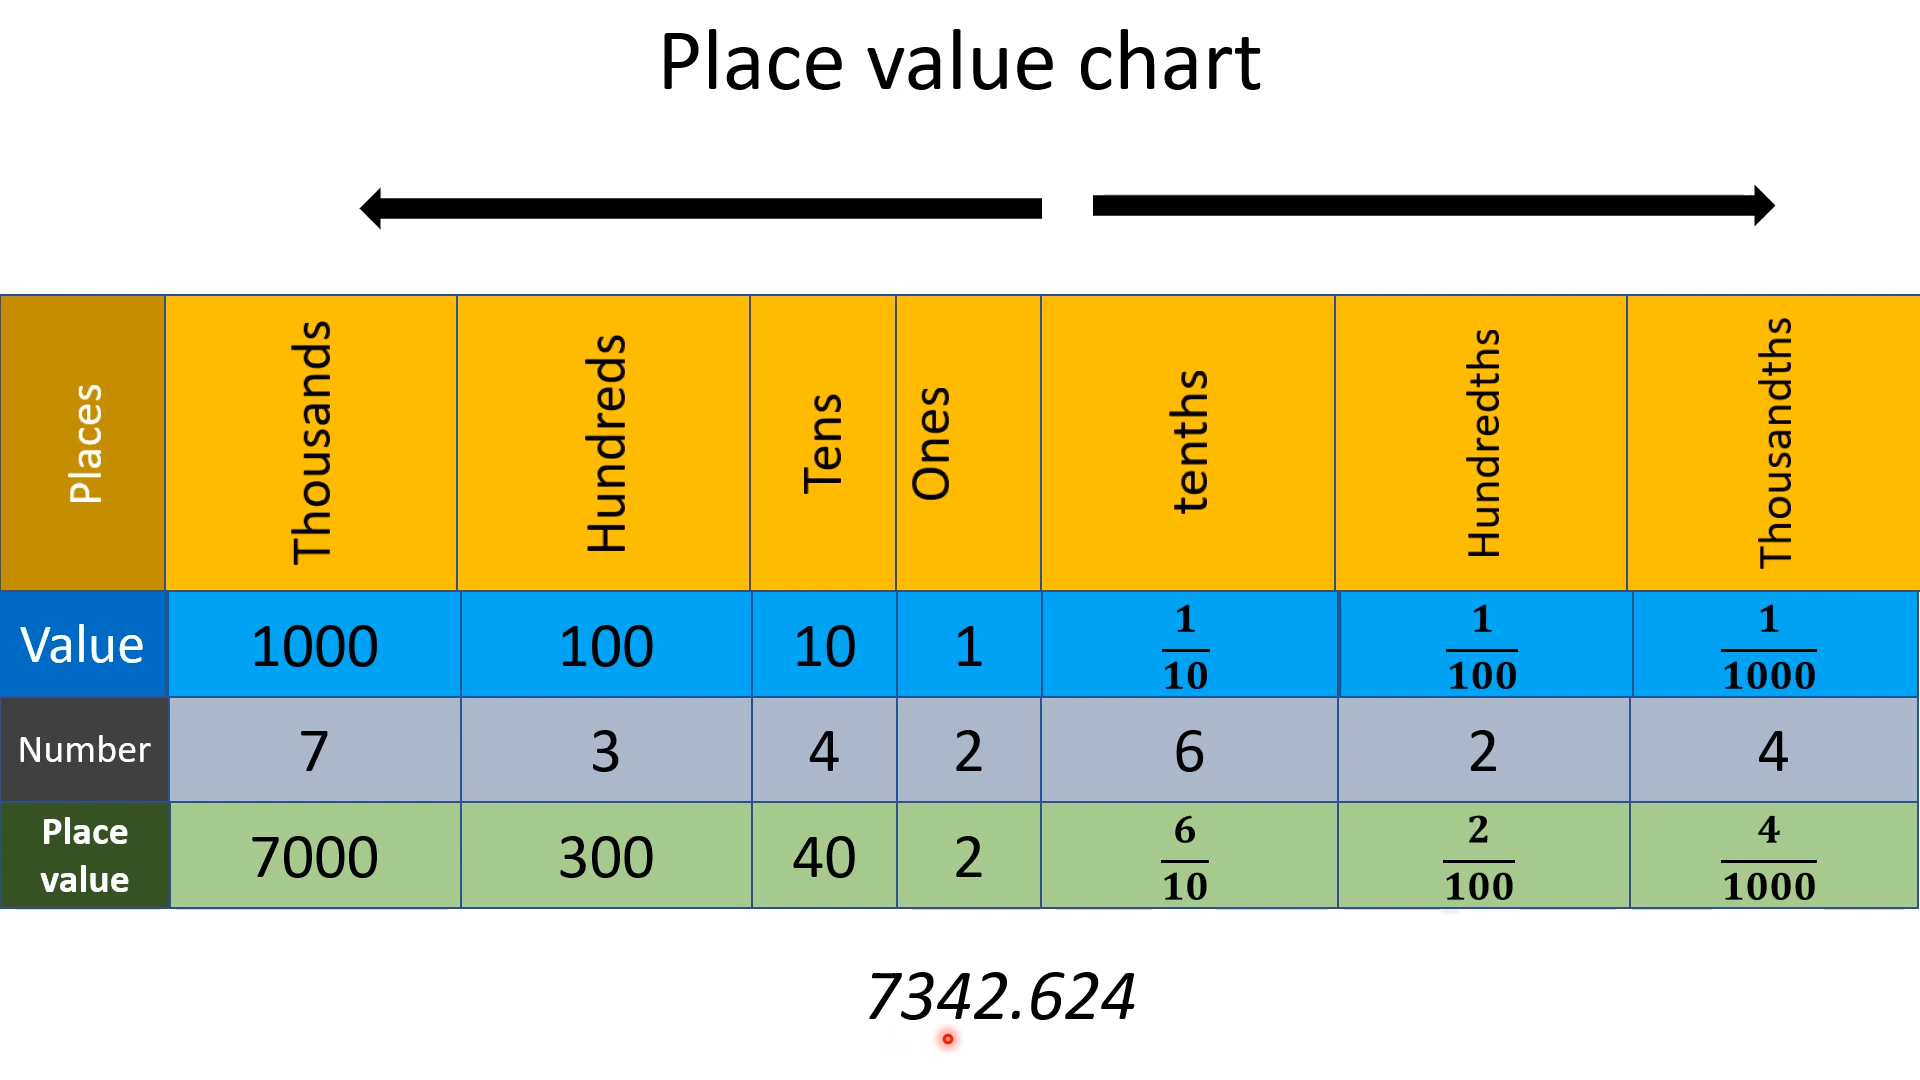 Place value chart
Places Thousands Hundreds Tens Ones tenths Hundredths Thousandths
Value 1000 100 10 1 1/10 1/100 1/1000
Number 7 3 4 2 6 2 4
Place value 7000 300 40 2 6/10 2/100 4/1000
7342.624